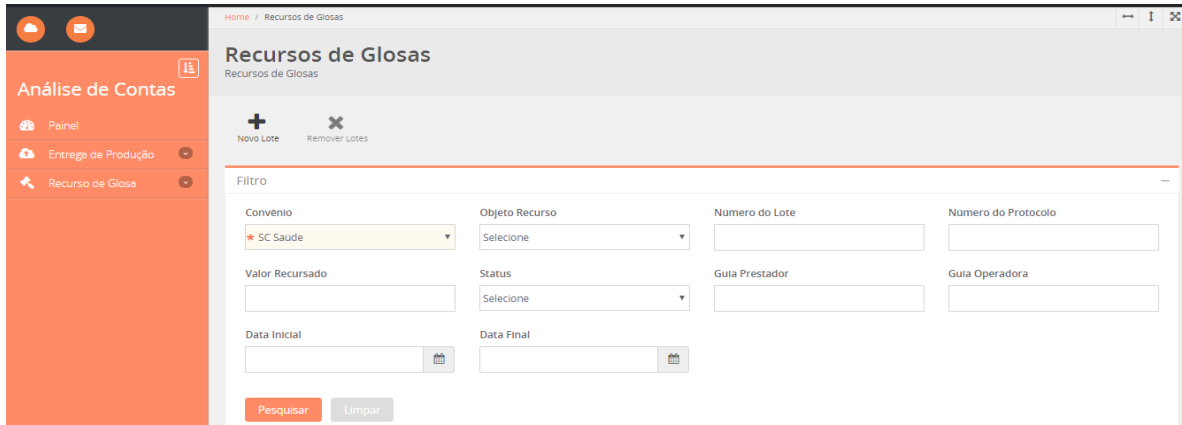 Home / Recursos de Glosas
Recursos de Glosas
Recursos de Glosas
Análise de Contas
Painel
Entrega de Produção
Recurso de Glosa
Novo Lote Remover Lotes
Filtro
Convênio Objeto Recurso Número do Lote Número do Protocolo
* SC Saúde Selecione
Valor Recursado Status Guia Prestador Guia Operadora
Selecione
Data Inicial Data Final
Pesquisar Limpar